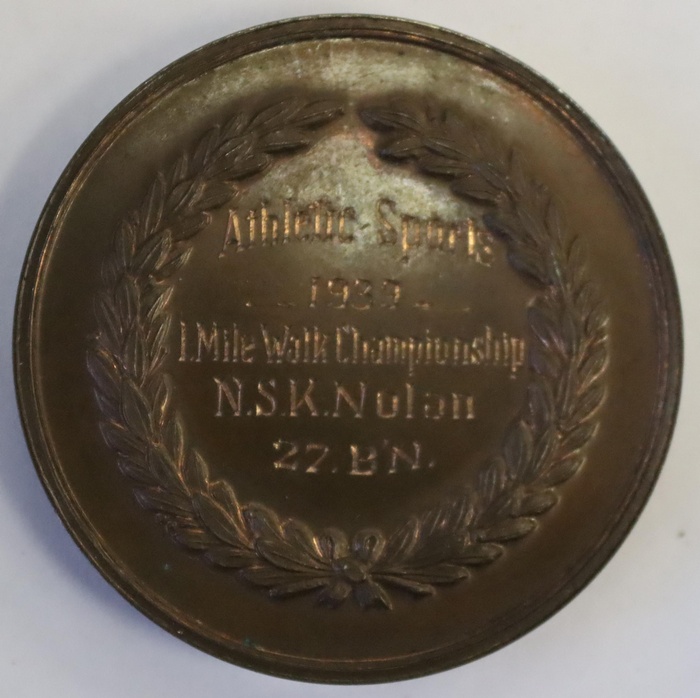 Athletic Sports
1939
1.Mile Walk Championship
N.S.K.Nolan
27.B'N.